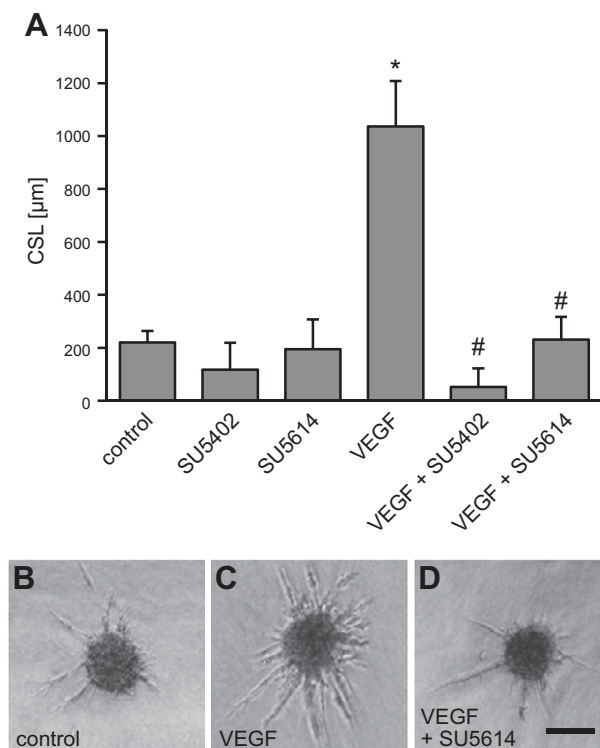 A
1400
1200
1000
800
600
400
200
0
CSL [µm]
*
#
#
control
SU5402
SU5614
VEGF
VEGF + SU5402
VEGF + SU5614
B
control
C
VEGF
D
VEGF
+ SU5614